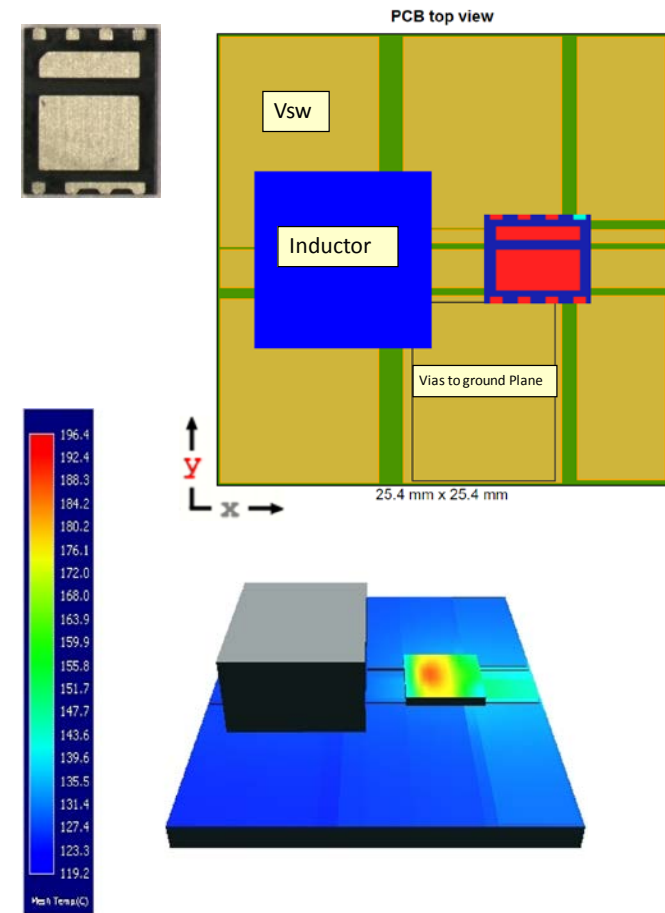 PCB top view
Vsw
Inductor
Vias to ground Plane
y
x
25.4 mm x 25.4 mm
196.4
192.4
188.3
184.2
180.2
176.1
172.0
168.0
163.9
159.9
155.8
151.7
147.7
143.6
139.6
135.5
131.4
127.4
123.3
119.2
Mesh Temp(C)